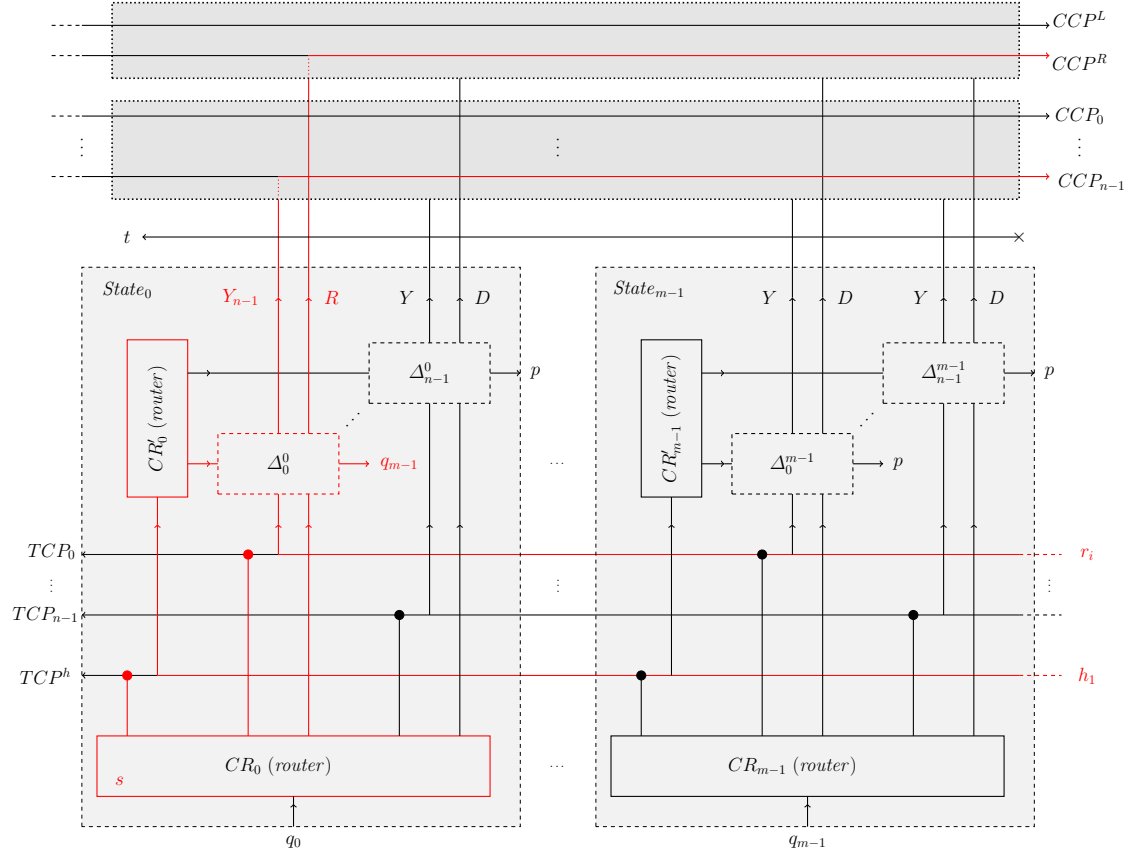 CCP^L
CCP^R
CCP_0
⋮ ⋮ ⋮
CCP_{n−1}
t
State_0 Y_{n−1} R Y D State_{m−1} Y D Y D
CR′_0 (router) Δ^0_{n−1} p CR′_{m−1} (router) Δ^{m−1}_{n−1} p
⋰ ⋰
Δ^0_0 q_{m−1} ... Δ^{m−1}_0 p
TCP_0 r_i
⋮ ⋮ ⋮
TCP_{n−1}
TCP^h h_1
s CR_0 (router) ... CR_{m−1} (router)
q_0 q_{m−1}